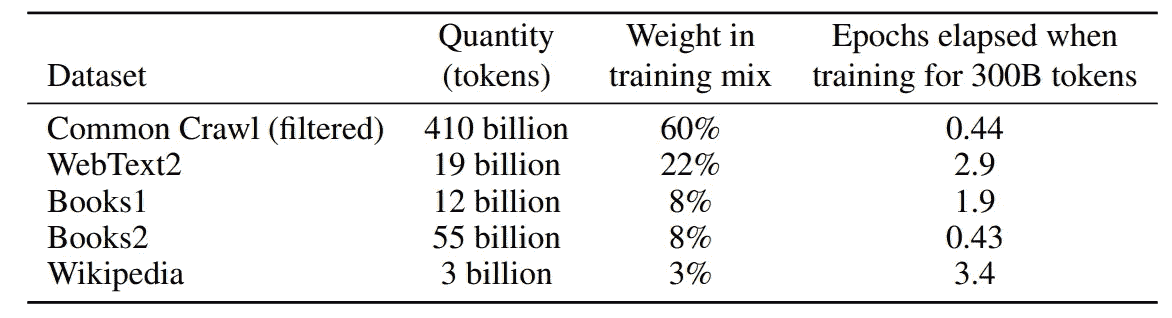 Dataset Quantity (tokens) Weight in training mix Epochs elapsed when training for 300B tokens
Common Crawl (filtered) 410 billion 60% 0.44
WebText2 19 billion 22% 2.9
Books1 12 billion 8% 1.9
Books2 55 billion 8% 0.43
Wikipedia 3 billion 3% 3.4